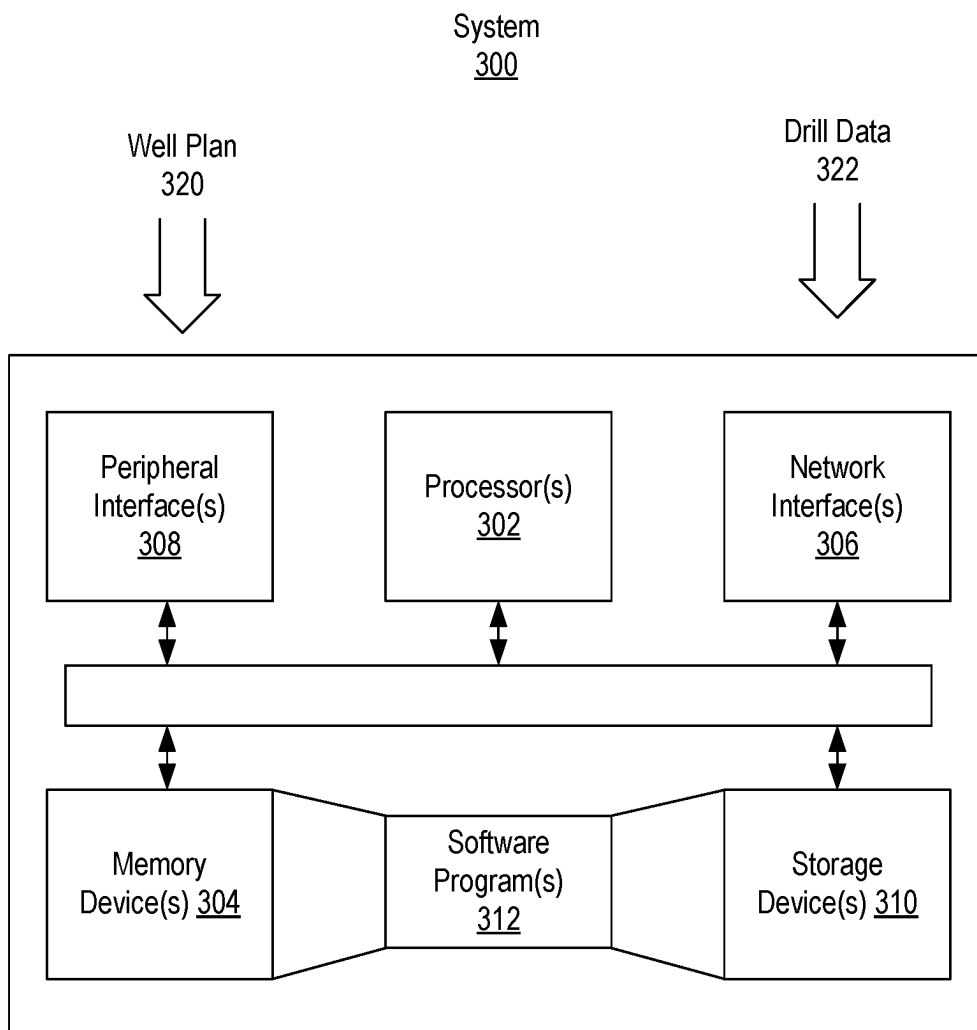 System
300
Well Plan
320
Drill Data
322
Peripheral
Interface(s)
308
Processor(s)
302
Network
Interface(s)
306
Memory
Device(s) 304
Software
Program(s)
312
Storage
Device(s) 310